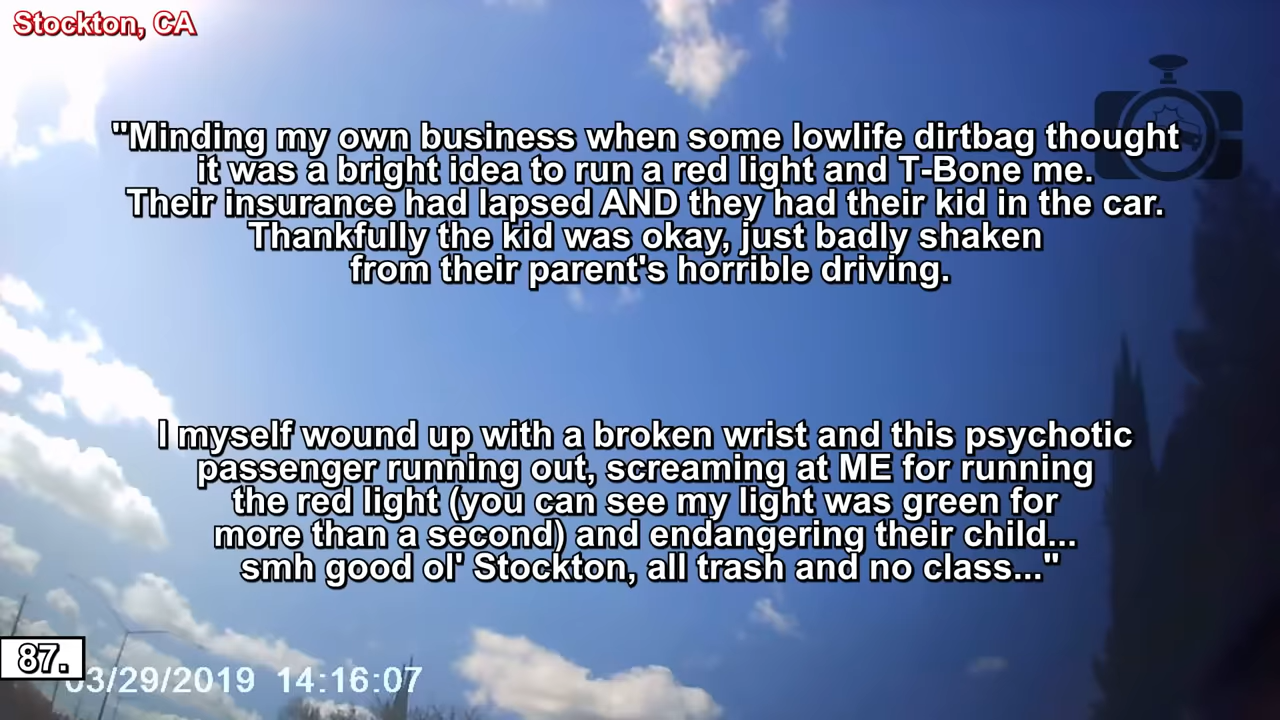 Stockton, CA
"Minding my own business when some lowlife dirtbag thought
it was a bright idea to run a red light and T-Bone me.
Their insurance had lapsed AND they had their kid in the car.
Thankfully the kid was okay, just badly shaken
from their parent's horrible driving.
I myself wound up with a broken wrist and this psychotic
passenger running out, screaming at ME for running
the red light (you can see my light was green for
more than a second) and endangering their child...
smh good ol' Stockton, all trash and no class..."
87.
03/29/2019 14:16:07